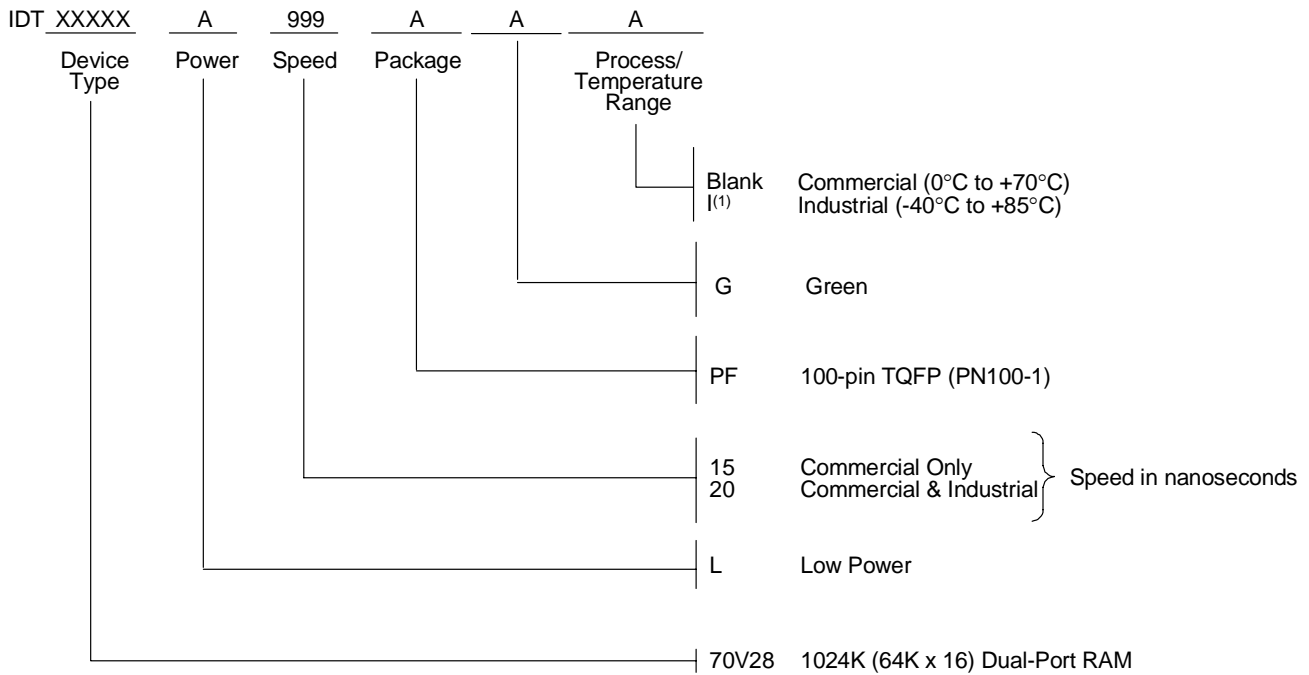 IDT XXXXX A 999 A A A
Device Type
Power
Speed
Package
Process/
Temperature
Range
Blank Commercial (0°C to +70°C)
I(1) Industrial (-40°C to +85°C)
G Green
PF 100-pin TQFP (PN100-1)
15 Commercial Only
20 Commercial & Industrial
Speed in nanoseconds
L Low Power
70V28 1024K (64K x 16) Dual-Port RAM